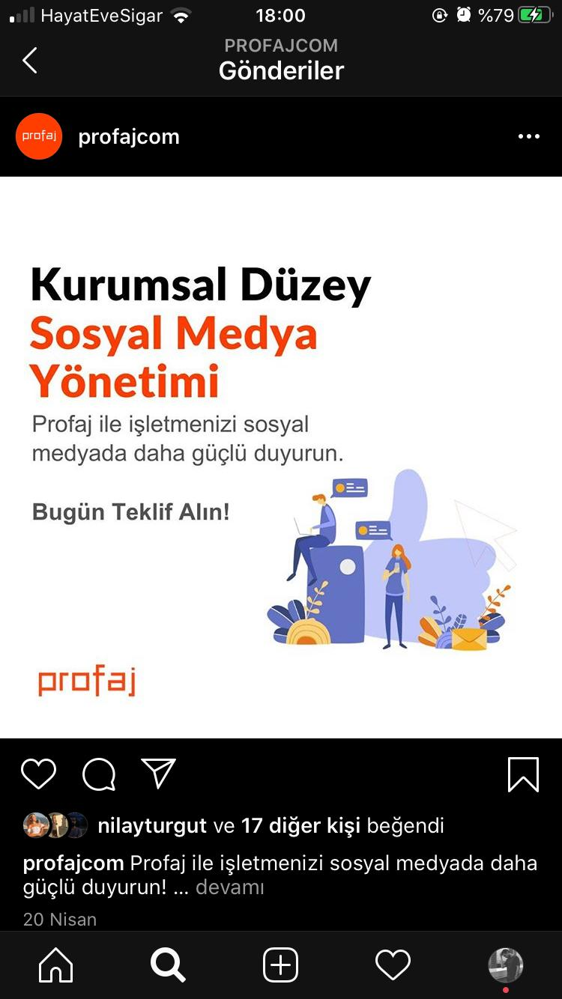 HayatEveSigar 18:00 %79
PROFAJCOM
Gönderiler
profaj profajcom
Kurumsal Düzey
Sosyal Medya
Yönetimi
Profaj ile işletmenizi sosyal
medyada daha güçlü duyurun.
Bugün Teklif Alın!
profaj
nilayturgut ve 17 diğer kişi beğendi
profajcom Profaj ile işletmenizi sosyal medyada daha
güçlü duyurun! ... devamı
20 Nisan